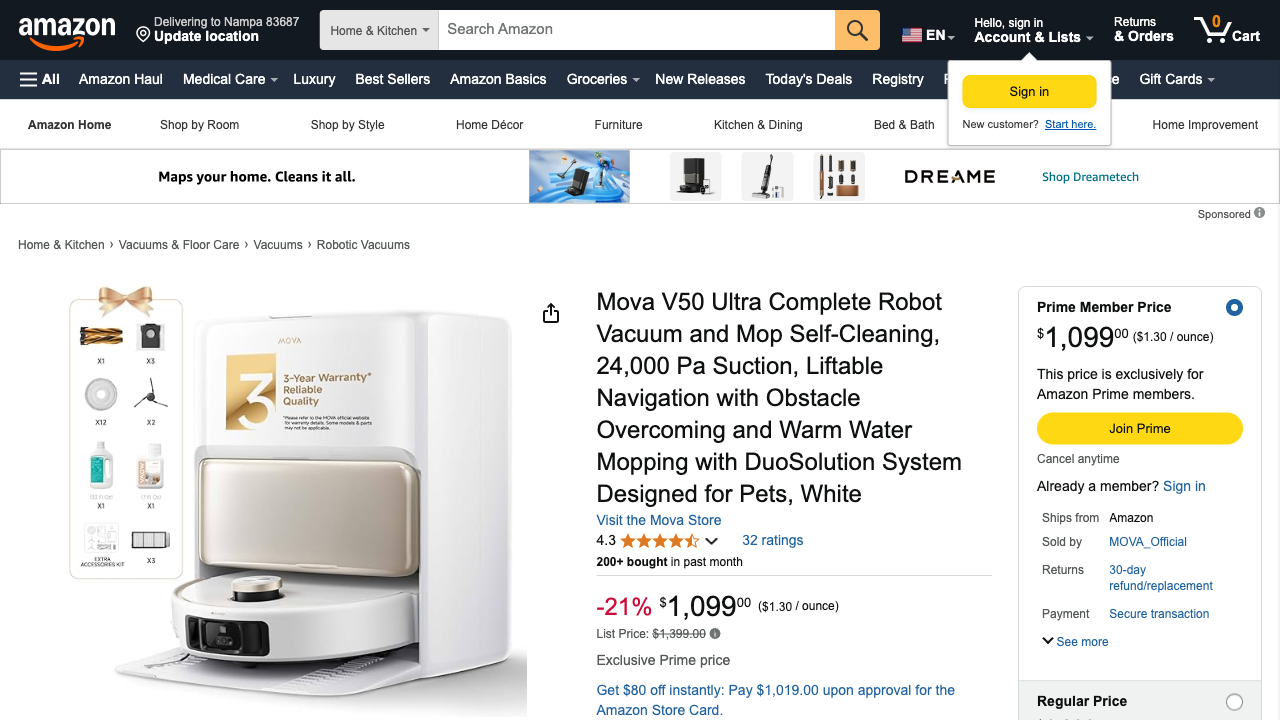 amazon
Delivering to Nampa 83687
Update location
Home & Kitchen
Search Amazon
EN
Hello, sign in
Account & Lists
Returns
& Orders
0
Cart
All
Amazon Haul
Medical Care
Luxury
Best Sellers
Amazon Basics
Groceries
New Releases
Today's Deals
Registry
Gift Cards
Sign in
New customer? Start here.
Amazon Home
Shop by Room
Shop by Style
Home Décor
Furniture
Kitchen & Dining
Bed & Bath
Home Improvement
Maps your home. Cleans it all.
DREAME
Shop Dreametech
Sponsored
Home & Kitchen › Vacuums & Floor Care › Vacuums › Robotic Vacuums
X1
X3
X12
X2
X1
X1
EXTRA
ACCESSORIES KIT
X3
MOVA
3
3-Year Warranty*
Reliable
Quality
*Please refer to the MOVA official website
for warranty details. Some models & parts
may not be applicable.
Mova V50 Ultra Complete Robot
Vacuum and Mop Self-Cleaning,
24,000 Pa Suction, Liftable
Navigation with Obstacle
Overcoming and Warm Water
Mopping with DuoSolution System
Designed for Pets, White
Visit the Mova Store
4.3
32 ratings
200+ bought in past month
-21% $1,09900 ($1.30 / ounce)
List Price: $1,399.00
Exclusive Prime price
Get $80 off instantly: Pay $1,019.00 upon approval for the
Amazon Store Card.
Prime Member Price
$1,09900 ($1.30 / ounce)
This price is exclusively for
Amazon Prime members.
Join Prime
Cancel anytime
Already a member? Sign in
Ships from Amazon
Sold by MOVA_Official
Returns 30-day
refund/replacement
Payment Secure transaction
See more
Regular Price